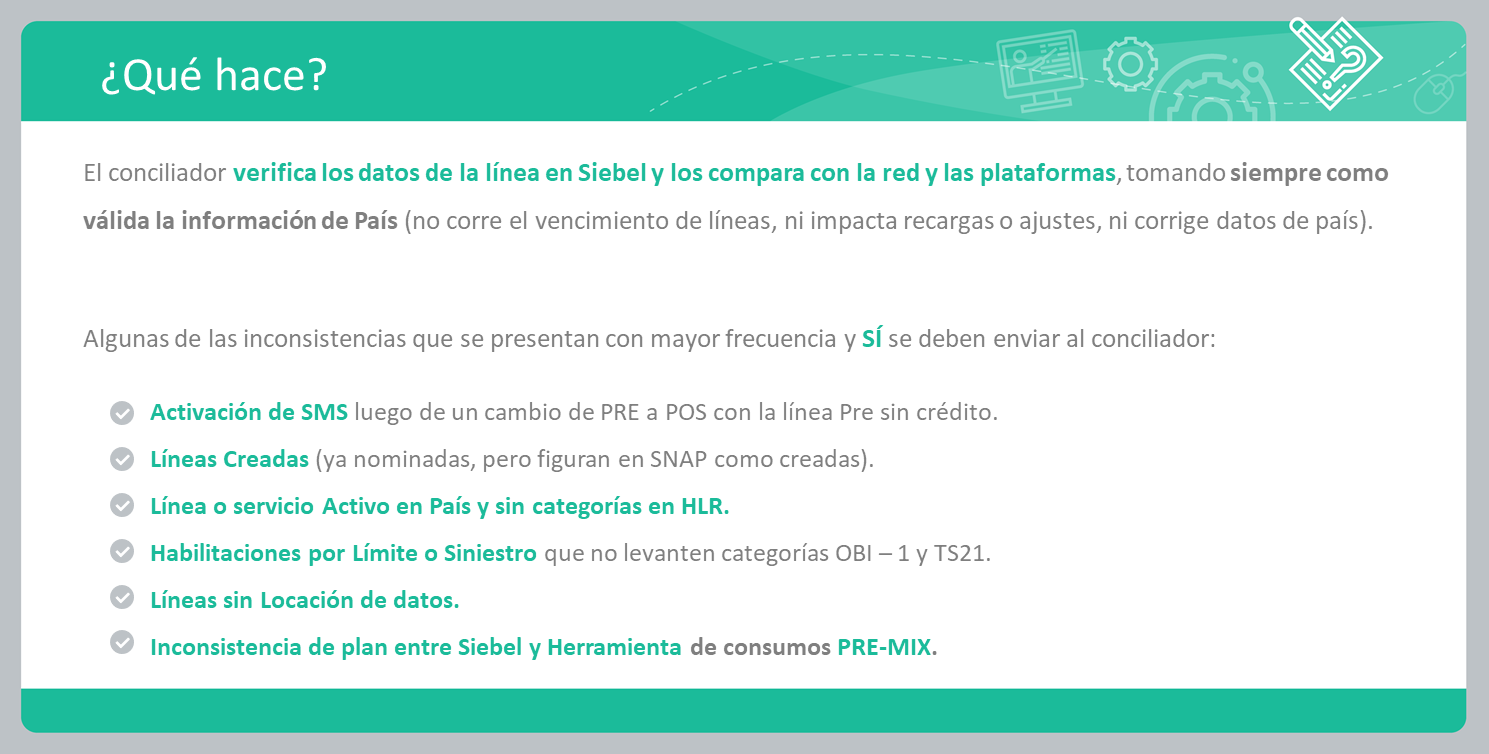 ¿Qué hace?
El conciliador verifica los datos de la línea en Siebel y los compara con la red y las plataformas, tomando siempre como
válida la información de País (no corre el vencimiento de líneas, ni impacta recargas o ajustes, ni corrige datos de país).
Algunas de las inconsistencias que se presentan con mayor frecuencia y SÍ se deben enviar al conciliador:
Activación de SMS luego de un cambio de PRE a POS con la línea Pre sin crédito.
Líneas Creadas (ya nominadas, pero figuran en SNAP como creadas).
Línea o servicio Activo en País y sin categorías en HLR.
Habilitaciones por Límite o Siniestro que no levanten categorías OBI – 1 y TS21.
Líneas sin Locación de datos.
Inconsistencia de plan entre Siebel y Herramienta de consumos PRE-MIX.